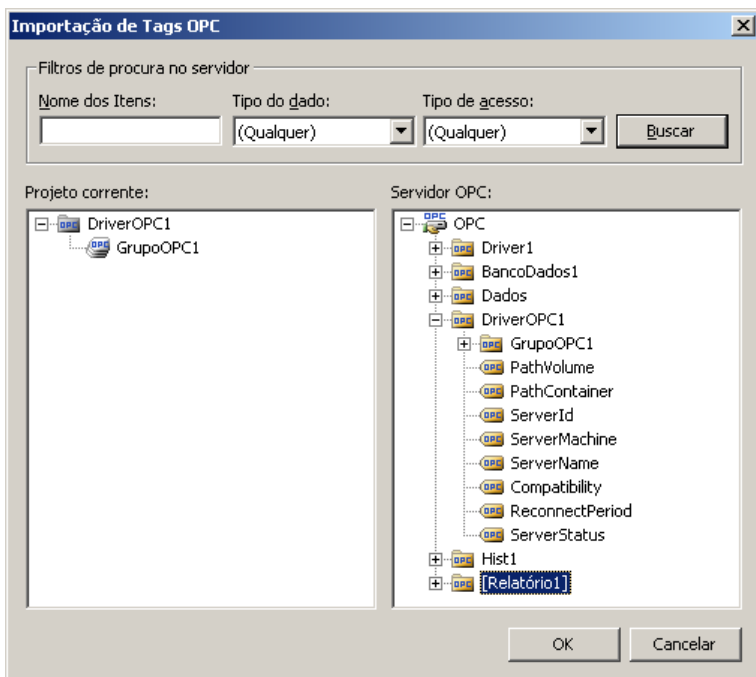 Importação de Tags OPC
Filtros de procura no servidor
Nome dos Itens:
Tipo do dado:
Tipo de acesso:
(Qualquer)
(Qualquer)
Buscar
Projeto corrente:
DriverOPC1
GrupoOPC1
Servidor OPC:
OPC
Driver1
BancoDados1
Dados
DriverOPC1
GrupoOPC1
PathVolume
PathContainer
ServerId
ServerMachine
ServerName
Compatibility
ReconnectPeriod
ServerStatus
Hist1
[Relatório1]
OK
Cancelar